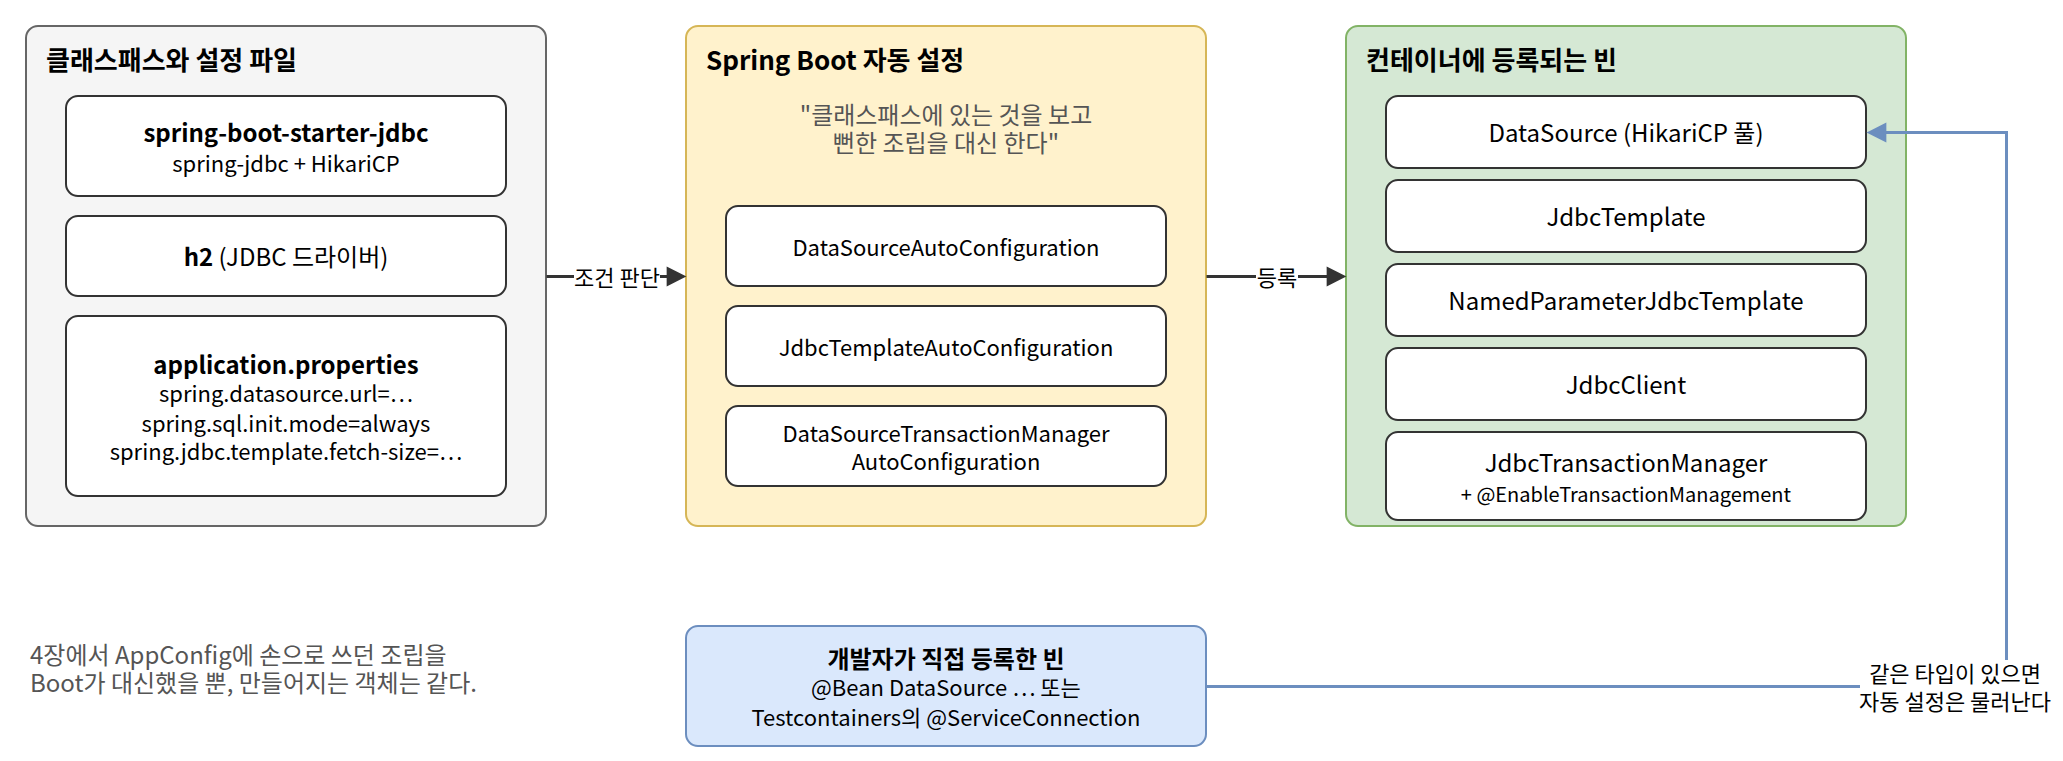 클래스패스와 설정 파일
spring-boot-starter-jdbc
spring-jdbc + HikariCP
h2 (JDBC 드라이버)
application.properties
spring.datasource.url=...
spring.sql.init.mode=always
spring.jdbc.template.fetch-size=...
조건 판단
Spring Boot 자동 설정
"클래스패스에 있는 것을 보고
뻔한 조립을 대신 한다"
DataSourceAutoConfiguration
JdbcTemplateAutoConfiguration
DataSourceTransactionManager
AutoConfiguration
등록
컨테이너에 등록되는 빈
DataSource (HikariCP 풀)
JdbcTemplate
NamedParameterJdbcTemplate
JdbcClient
JdbcTransactionManager
+ @EnableTransactionManagement
4장에서 AppConfig에 손으로 쓰던 조립을
Boot가 대신했을 뿐, 만들어지는 객체는 같다.
개발자가 직접 등록한 빈
@Bean DataSource ... 또는
Testcontainers의 @ServiceConnection
같은 타입이 있으면
자동 설정은 물러난다